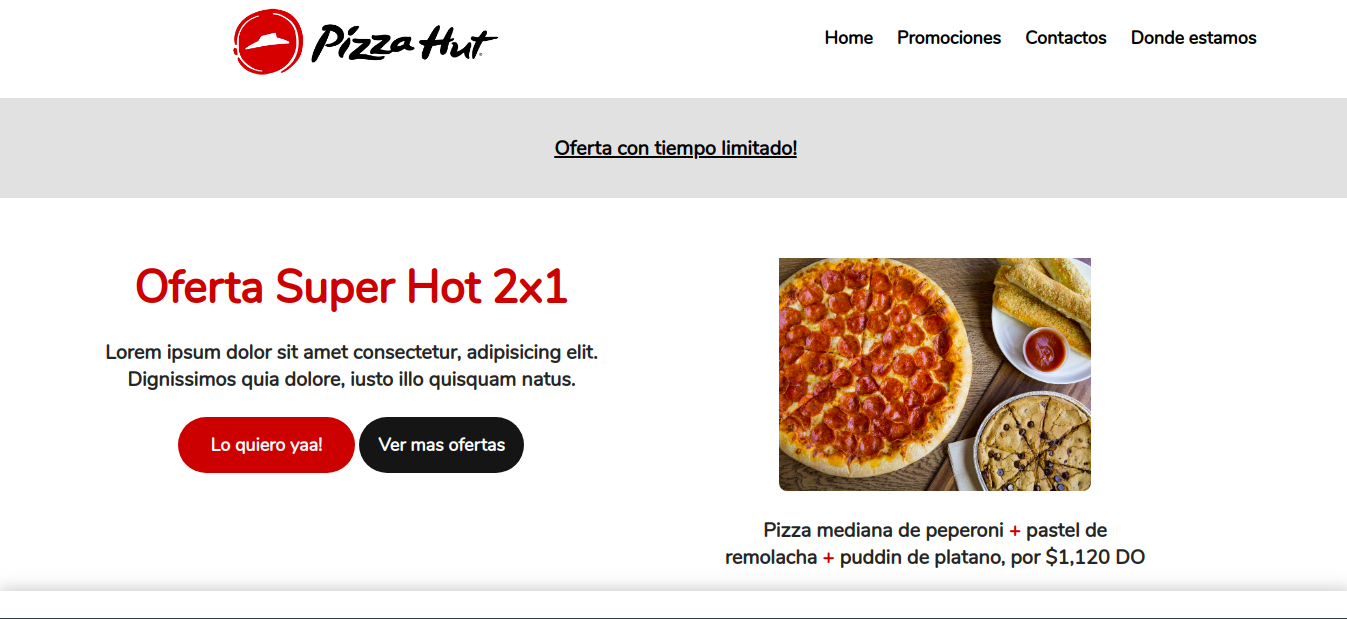 Pizza Hut
Home Promociones Contactos Donde estamos
Oferta con tiempo limitado!
Oferta Super Hot 2x1
Lorem ipsum dolor sit amet consectetur, adipisicing elit.
Dignissimos quia dolore, iusto illo quisquam natus.
Lo quiero yaa! Ver mas ofertas
Pizza mediana de peperoni + pastel de
remolacha + puddin de platano, por $1,120 DO